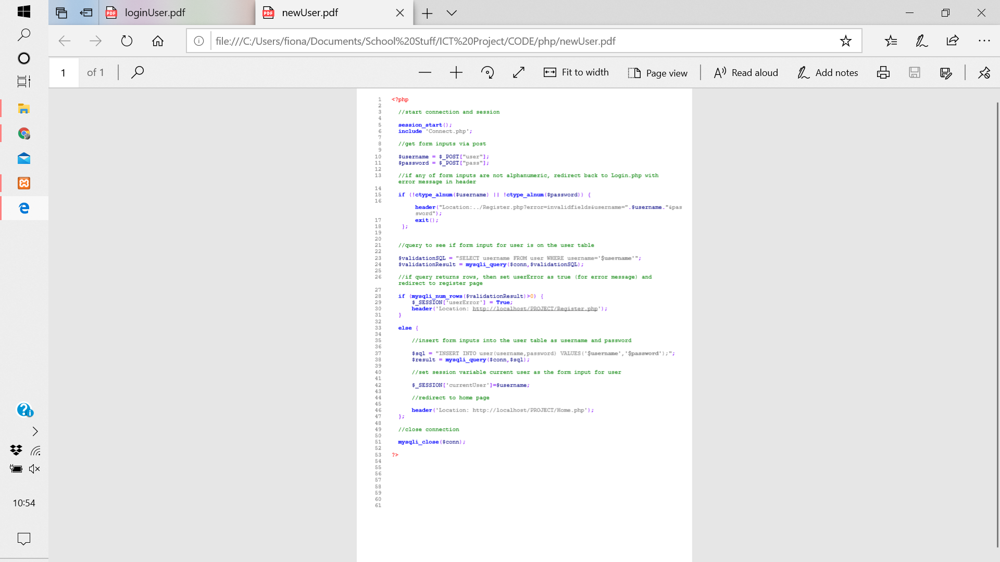 loginUser.pdf
newUser.pdf
file:///C:/Users/fiona/Documents/School%20Stuff/ICT%20Project/CODE/php/newUser.pdf
1 of 1
Fit to width
Page view
Read aloud
Add notes
1 <?php
2
3 //start connection and session
4
5 session_start();
6 include 'Connect.php';
7
8 //get form inputs via post
9
10 $username = $_POST["user"];
11 $password = $_POST["pass"];
12
13 //if any of form inputs are not alphanumeric, redirect back to Login.php with
error message in header
14
15 if (!ctype_alnum($username) || !ctype_alnum($password)) {
16
header("Location:../Register.php?error=invalidfields&username=".$username."&pas
sword");
17 exit();
18 };
19
20
21 //query to see if form input for user is on the user table
22
23 $validationSQL = "SELECT username FROM user WHERE username='$username'";
24 $validationResult = mysqli_query($conn,$validationSQL);
25
26 //if query returns rows, then set userError as true (for error message) and
redirect to register page
27
28 if (mysqli_num_rows($validationResult)>0) {
29 $_SESSION['userError'] = True;
30 header('Location: http://localhost/PROJECT/Register.php');
31 }
32
33 else {
34
35 //insert form inputs into the user table as username and password
36
37 $sql = "INSERT INTO user(username,password) VALUES('$username','$password');";
38 $result = mysqli_query($conn,$sql);
39
40 //set session variable current user as the form input for user
41
42 $_SESSION['currentUser']=$username;
43
44 //redirect to home page
45
46 header('Location: http://localhost/PROJECT/Home.php');
47 };
48
49 //close connection
50
51 mysqli_close($conn);
52
53 ?>
54
55
56
57
58
59
60
61
10:54